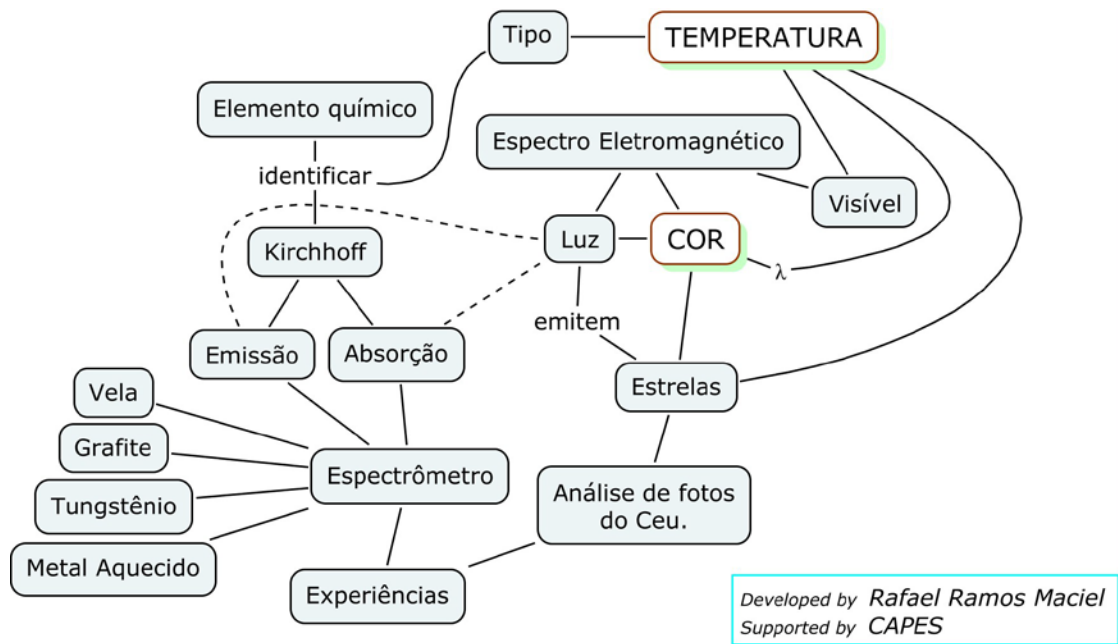 Tipo
TEMPERATURA
Elemento químico
Espectro Eletromagnético
identificar
Visível
Kirchhoff
Luz
COR
λ
emitem
Emissão
Absorção
Estrelas
Vela
Grafite
Espectrômetro
Tungstênio
Análise de fotos
do Ceu.
Metal Aquecido
Experiências
Developed by Rafael Ramos Maciel
Supported by CAPES